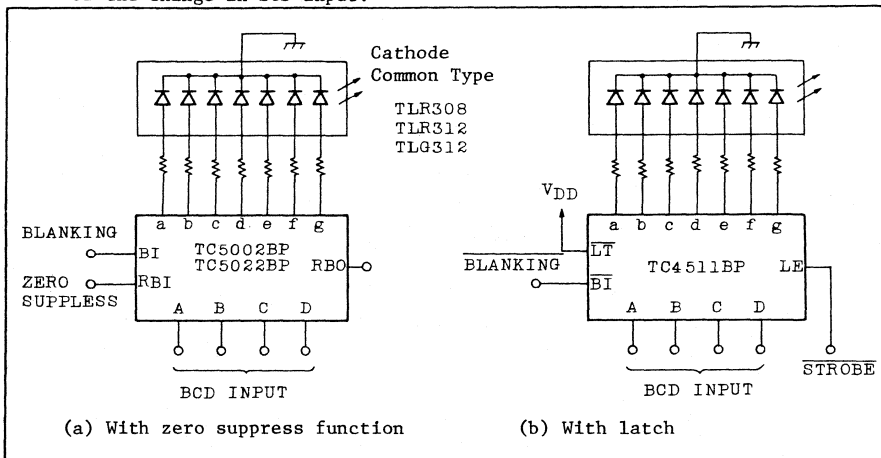 Cathode
Common Type
TLR308
TLR312
TLG312
a b c d e f g
BLANKING
BI
TC5002BP
TC5022BP
RBO
ZERO
SUPPLESS
RBI
A B C D
BCD INPUT
(a) With zero suppress function
VDD
a b c d e f g
LT
TC4511BP
LE
BLANKING
BI
A B C D
STROBE
BCD INPUT
(b) With latch